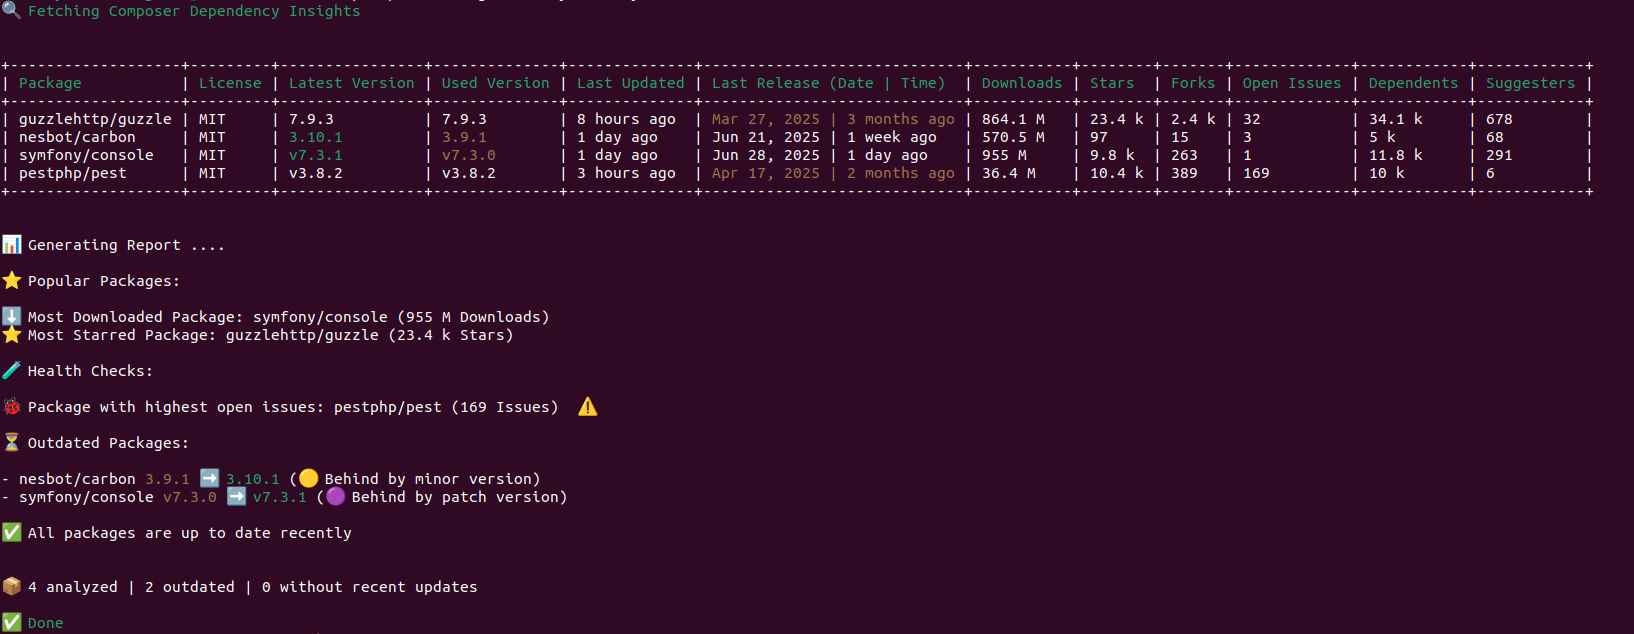 🔍 Fetching Composer Dependency Insights
+-------------------+---------+----------------+--------------+--------------+-----------------------------+-----------+--------+-------+-------------+------------+------------+
| Package           | License | Latest Version | Used Version | Last Updated | Last Release (Date | Time)  | Downloads | Stars  | Forks | Open Issues | Dependents | Suggesters |
+-------------------+---------+----------------+--------------+--------------+-----------------------------+-----------+--------+-------+-------------+------------+------------+
| guzzlehttp/guzzle | MIT     | 7.9.3          | 7.9.3        | 8 hours ago  | Mar 27, 2025 | 3 months ago | 864.1 M   | 23.4 k | 2.4 k | 32          | 34.1 k     | 678        |
| nesbot/carbon     | MIT     | 3.10.1         | 3.9.1        | 1 day ago    | Jun 21, 2025 | 1 week ago   | 570.5 M   | 97     | 15    | 3           | 5 k        | 68         |
| symfony/console   | MIT     | v7.3.1         | v7.3.0       | 1 day ago    | Jun 28, 2025 | 1 day ago    | 955 M     | 9.8 k  | 263   | 1           | 11.8 k     | 291        |
| pestphp/pest      | MIT     | v3.8.2         | v3.8.2       | 3 hours ago  | Apr 17, 2025 | 2 months ago | 36.4 M    | 10.4 k | 389   | 169         | 10 k       | 6          |
+-------------------+---------+----------------+--------------+--------------+-----------------------------+-----------+--------+-------+-------------+------------+------------+
📊 Generating Report ....
⭐ Popular Packages:
⬇️ Most Downloaded Package: symfony/console (955 M Downloads)
⭐ Most Starred Package: guzzlehttp/guzzle (23.4 k Stars)
🧪 Health Checks:
🐞 Package with highest open issues: pestphp/pest (169 Issues)  ⚠️
⏳ Outdated Packages:
- nesbot/carbon 3.9.1 ➡️ 3.10.1 (🟡 Behind by minor version)
- symfony/console v7.3.0 ➡️ v7.3.1 (🟣 Behind by patch version)
✅ All packages are up to date recently
📦 4 analyzed | 2 outdated | 0 without recent updates
✅ Done